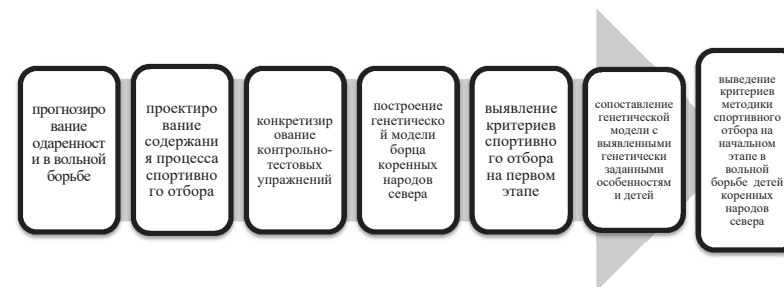 прогнозиро
вание
одаренност
и в вольной
борьбе
проектиро
вание
содержани
я процесса
спортивно
го отбора
конкретизир
ование
контрольно-
тестовых
упражнений
построение
генетическо
й модели
борца
коренных
народов
севера
выявление
критериев
спортивно
го отбора
на первом
этапе
сопоставление
генетической
модели с
выявленными
генетически
заданными
особенностям
и детей
выведение
критериев
методики
спортивного
отбора на
начальном
этапе в
вольной
борьбе детей
коренных
народов
севера